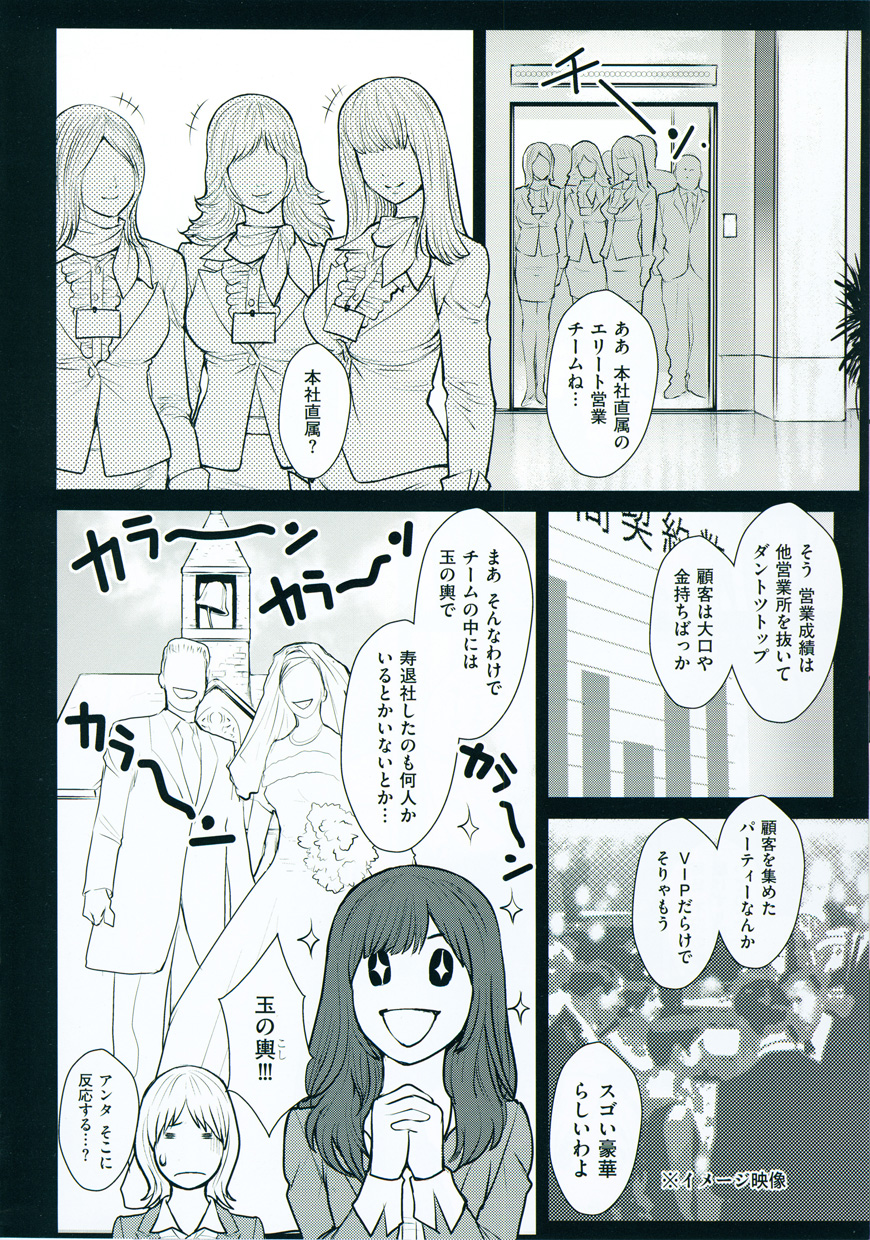 チーン.
ああ 本社直属の
エリート営業
チームね…
本社直属?
そう 営業成績は
他営業所を抜いて
ダントツトップ
顧客は大口や
金持ちばっか
契約
顧客を集めた
パーティーなんか
VIPだらけで
そりゃもう
スゴい豪華
らしいわよ
※イメージ映像
まあ そんなわけで
チームの中には
玉の輿で
寿退社したのも何人か
いるとかいないとか…
カラ〜ン
カラ〜ン
カラ〜ン
カラ〜ン
玉の輿!!!
こし
アンタ そこに
反応する…?